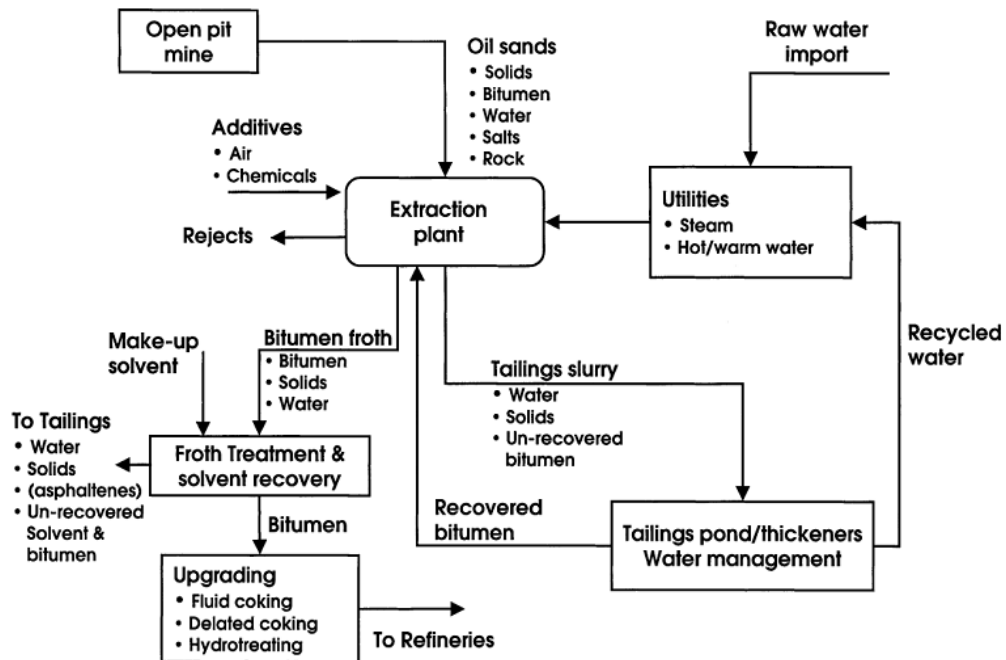 Open pit
mine
Oil sands
• Solids
• Bitumen
• Water
• Salts
• Rock
Raw water
import
Additives
• Air
• Chemicals
Extraction
plant
Utilities
• Steam
• Hot/warm water
Rejects
Make-up
solvent
Bitumen froth
• Bitumen
• Solids
• Water
Tailings slurry
• Water
• Solids
• Un-recovered
bitumen
Recycled
water
To Tailings
• Water
• Solids
• (asphaltenes)
• Un-recovered
Solvent &
bitumen
Froth Treatment &
solvent recovery
Bitumen
Recovered
bitumen
Tailings pond/thickeners
Water management
Upgrading
• Fluid coking
• Delated coking
• Hydrotreating
To Refineries